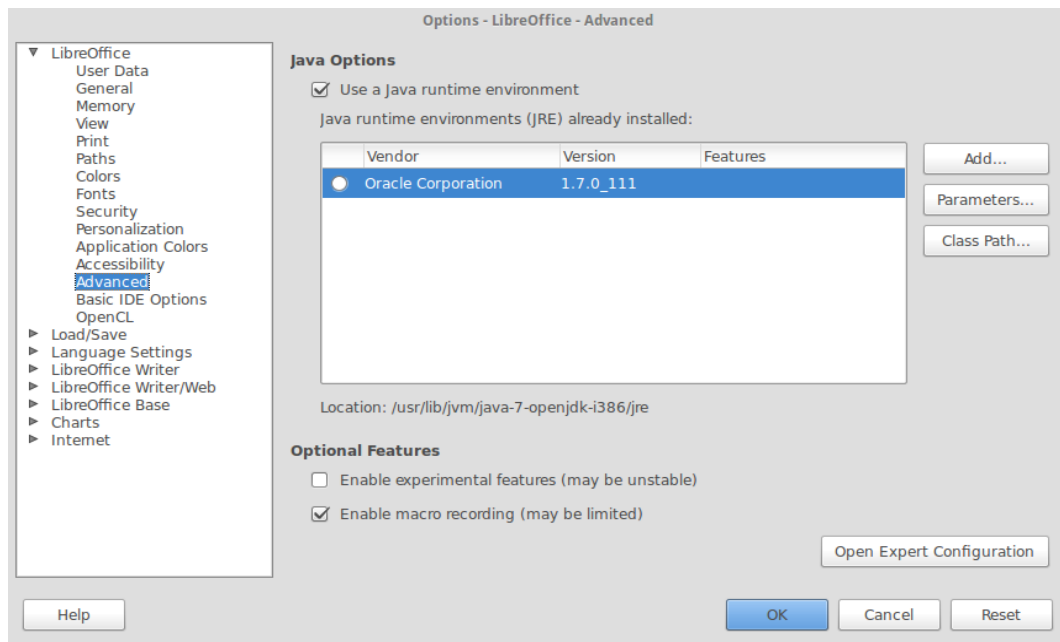 Options - LibreOffice - Advanced
LibreOffice
User Data
General
Memory
View
Print
Paths
Colors
Fonts
Security
Personalization
Application Colors
Accessibility
Advanced
Basic IDE Options
OpenCL
Load/Save
Language Settings
LibreOffice Writer
LibreOffice Writer/Web
LibreOffice Base
Charts
Internet
Java Options
Use a Java runtime environment
Java runtime environments (JRE) already installed:
Vendor Version Features
Oracle Corporation 1.7.0_111
Add...
Parameters...
Class Path...
Location: /usr/lib/jvm/java-7-openjdk-i386/jre
Optional Features
Enable experimental features (may be unstable)
Enable macro recording (may be limited)
Open Expert Configuration
Help OK Cancel Reset